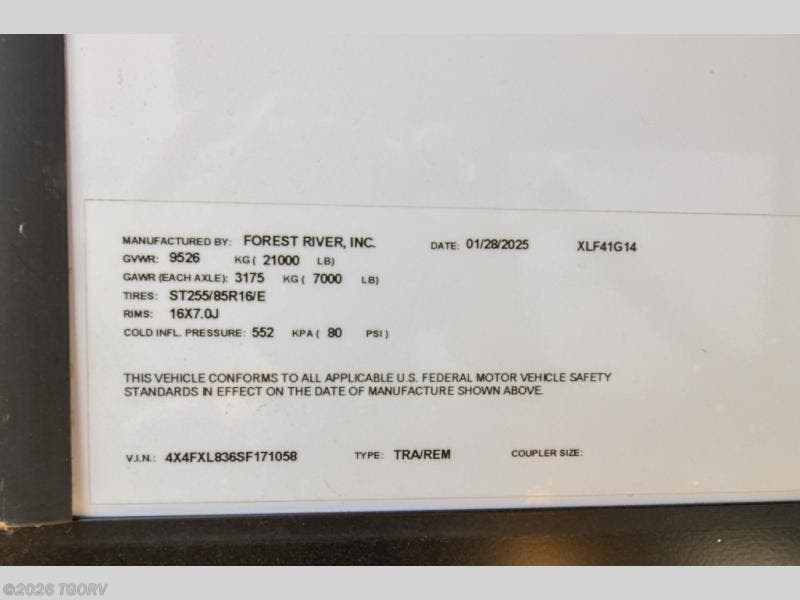 MANUFACTURED BY: FOREST RIVER, INC. DATE: 01/28/2025 XLF41G14
GVWR: 9526 KG ( 21000 LB)
GAWR (EACH AXLE): 3175 KG ( 7000 LB)
TIRES: ST255/85R16/E
RIMS: 16X7.0J
COLD INFL. PRESSURE: 552 KPA ( 80 PSI )
THIS VEHICLE CONFORMS TO ALL APPLICABLE U.S. FEDERAL MOTOR VEHICLE SAFETY
STANDARDS IN EFFECT ON THE DATE OF MANUFACTURE SHOWN ABOVE.
V.I.N.: 4X4FXL836SF171058 TYPE: TRA/REM COUPLER SIZE:
©2026 TGORV